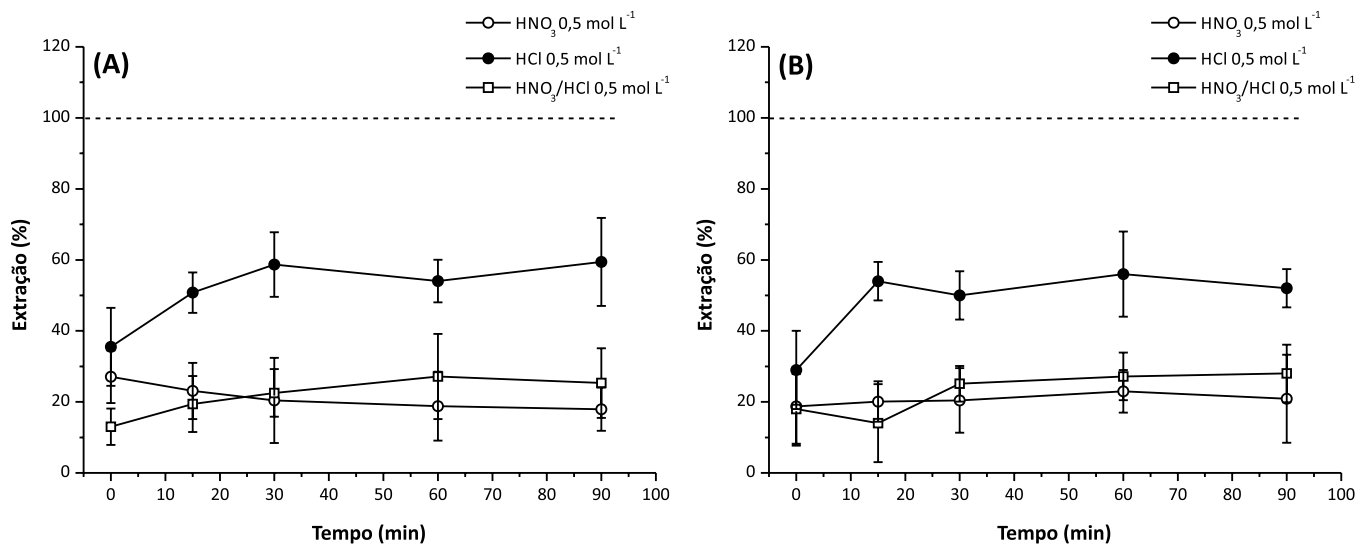 HNO₃ 0,5 mol L⁻¹
HCl 0,5 mol L⁻¹
HNO₃/HCl 0,5 mol L⁻¹
(A)
120
100
80
60
40
20
0
Extração (%)
0 10 20 30 40 50 60 70 80 90 100
Tempo (min)
HNO₃ 0,5 mol L⁻¹
HCl 0,5 mol L⁻¹
HNO₃/HCl 0,5 mol L⁻¹
(B)
120
100
80
60
40
20
0
Extração (%)
0 10 20 30 40 50 60 70 80 90 100
Tempo (min)